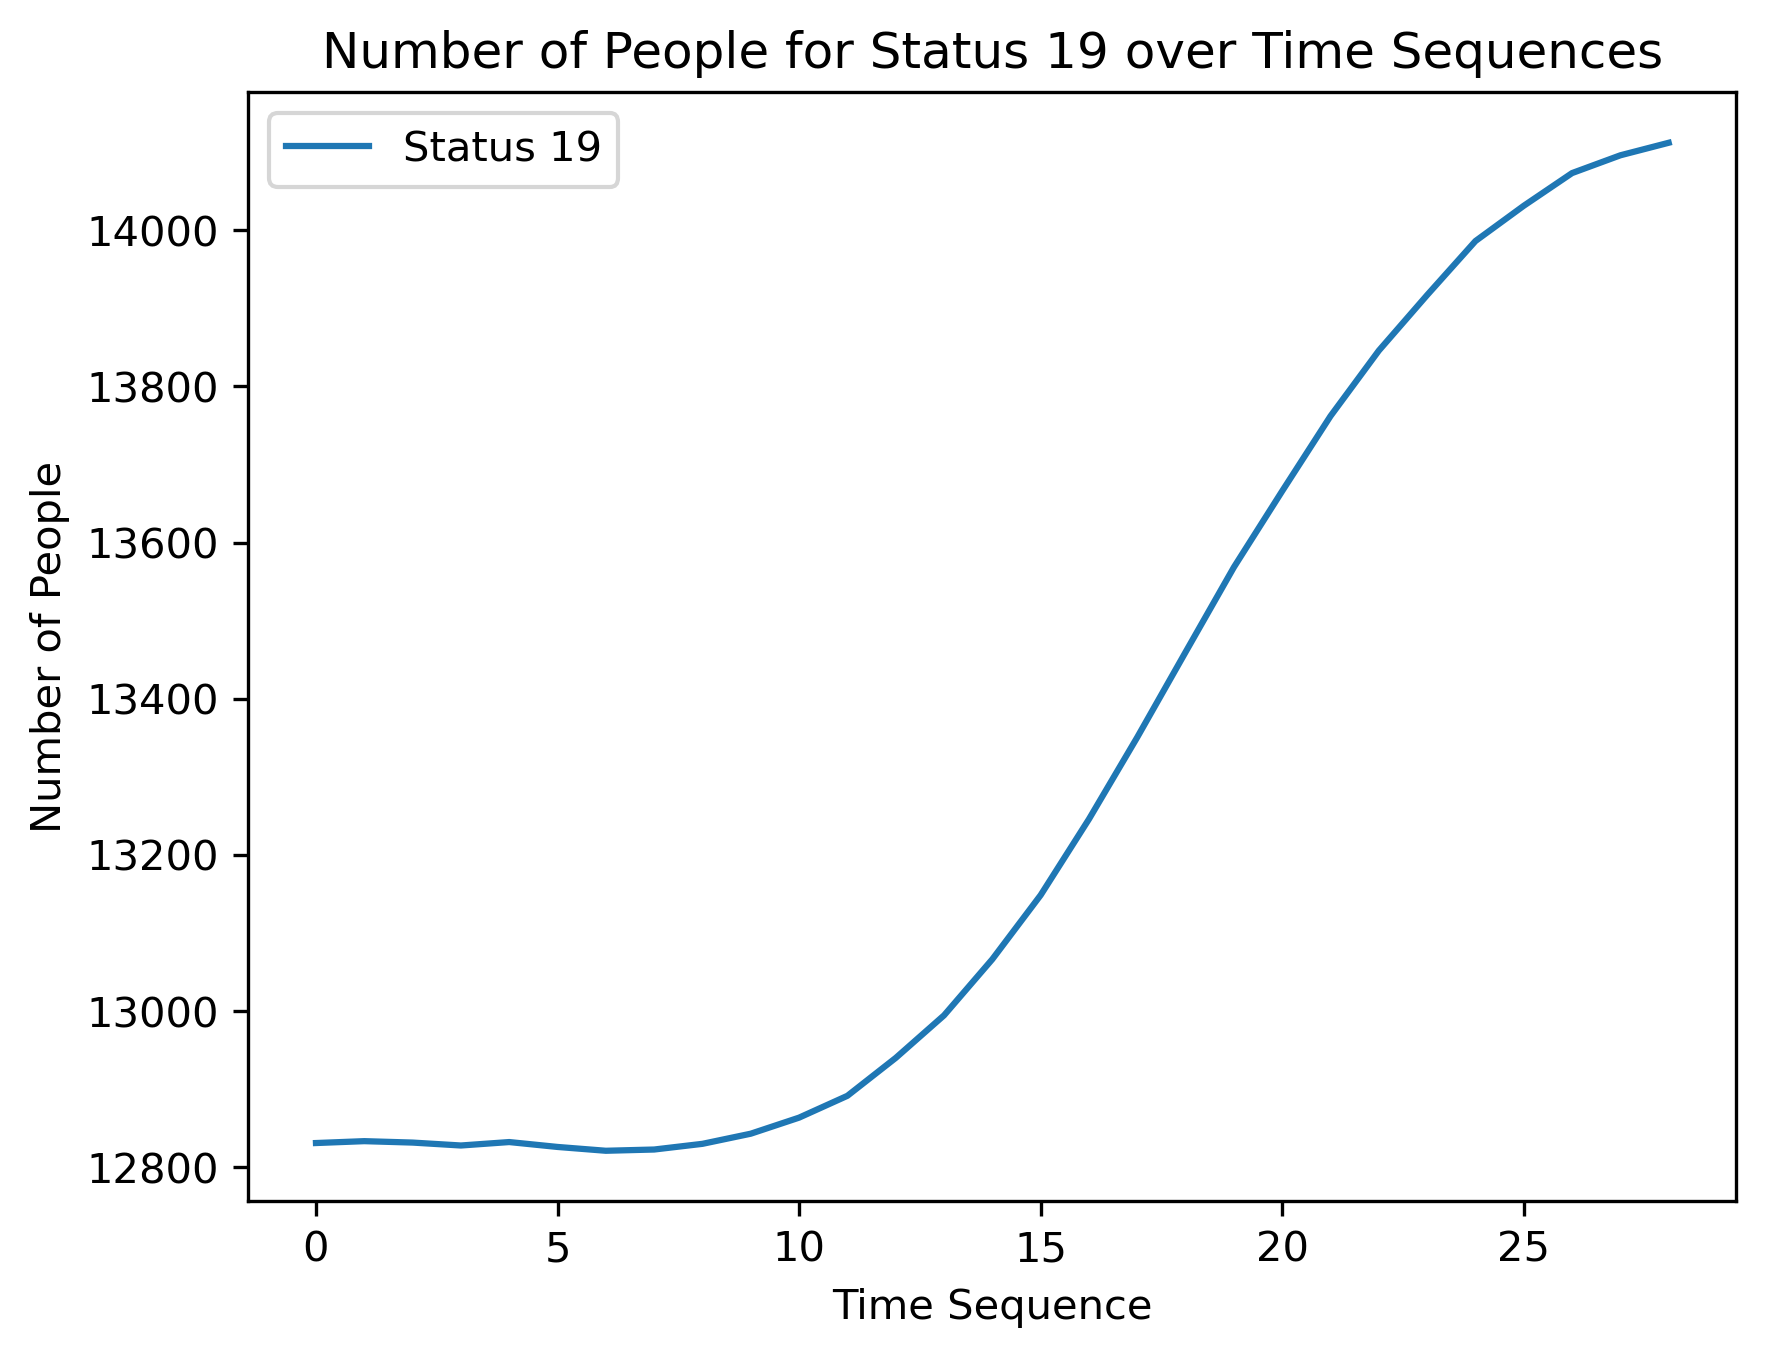 Number of People for Status 19 over Time Sequences
Status 19
Number of People
14000
13800
13600
13400
13200
13000
12800
0 5 10 15 20 25
Time Sequence